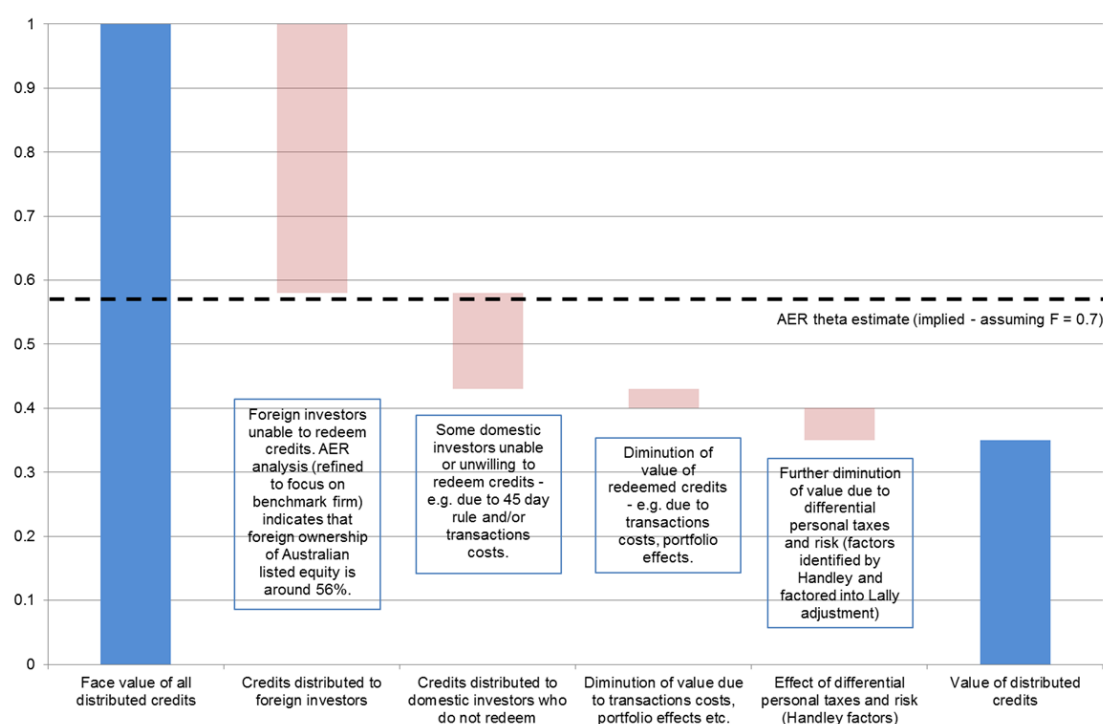 1
0.9
0.8
0.7
0.6
0.5
0.4
0.3
0.2
0.1
0
AER theta estimate (implied - assuming F = 0.7)
Foreign investors
unable to redeem
credits. AER
analysis (refined
to focus on
benchmark firm)
indicates that
foreign ownership
of Australian
listed equity is
around 56%.
Some domestic
investors unable
or unwilling to
redeem credits -
e.g. due to 45 day
rule and/or
transactions
costs.
Diminution of
value of
redeemed credits
- e.g. due to
transactions
costs, portfolio
effects.
Further diminution
of value due to
differential
personal taxes
and risk (factors
identified by
Handley and
factored into Lally
adjustment)
Face value of all
distributed credits
Credits distributed to
foreign investors
Credits distributed to
domestic investors who
do not redeem
Diminution of value due
to transactions costs,
portfolio effects etc.
Effect of differential
personal taxes and risk
(Handley factors)
Value of distributed
credits